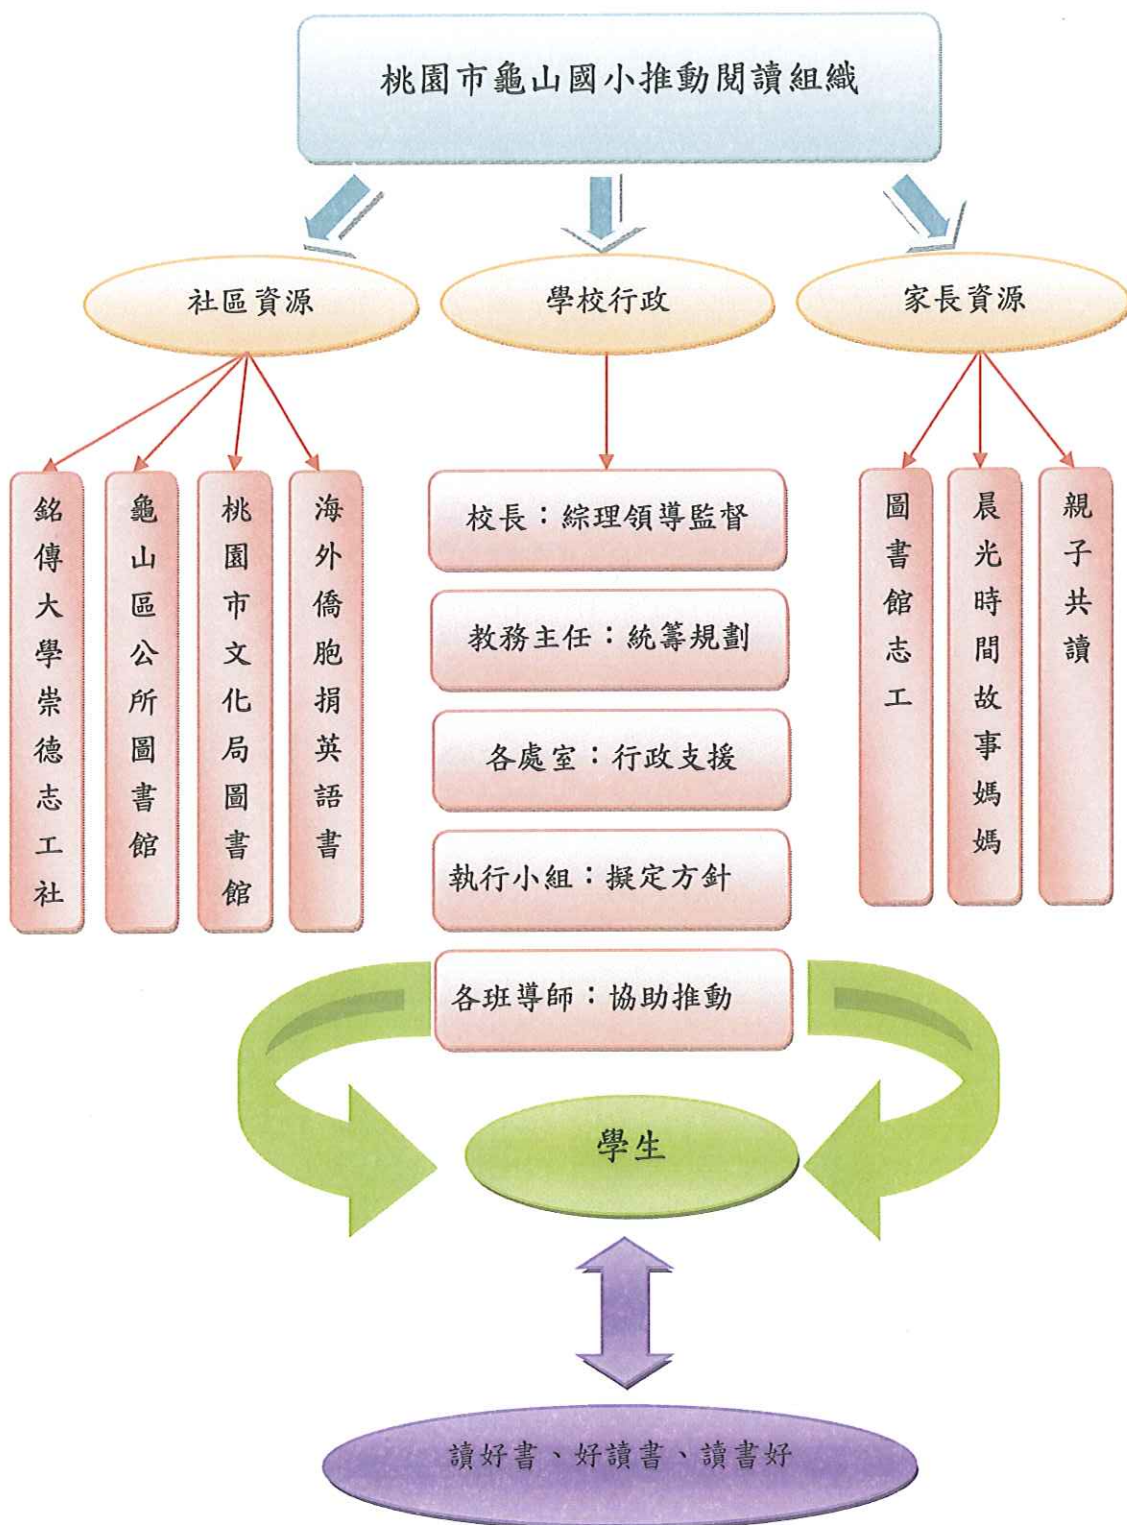 桃園市龜山國小推動閱讀組織
社區資源
學校行政
家長資源
銘傳大學崇德志工社
龜山區公所圖書館
桃園市文化局圖書館
海外僑胞捐英語書
校長：綜理領導監督
教務主任：統籌規劃
各處室：行政支援
執行小組：擬定方針
各班導師：協助推動
圖書館志工
晨光時間故事媽媽
親子共讀
學生
讀好書、好讀書、讀書好